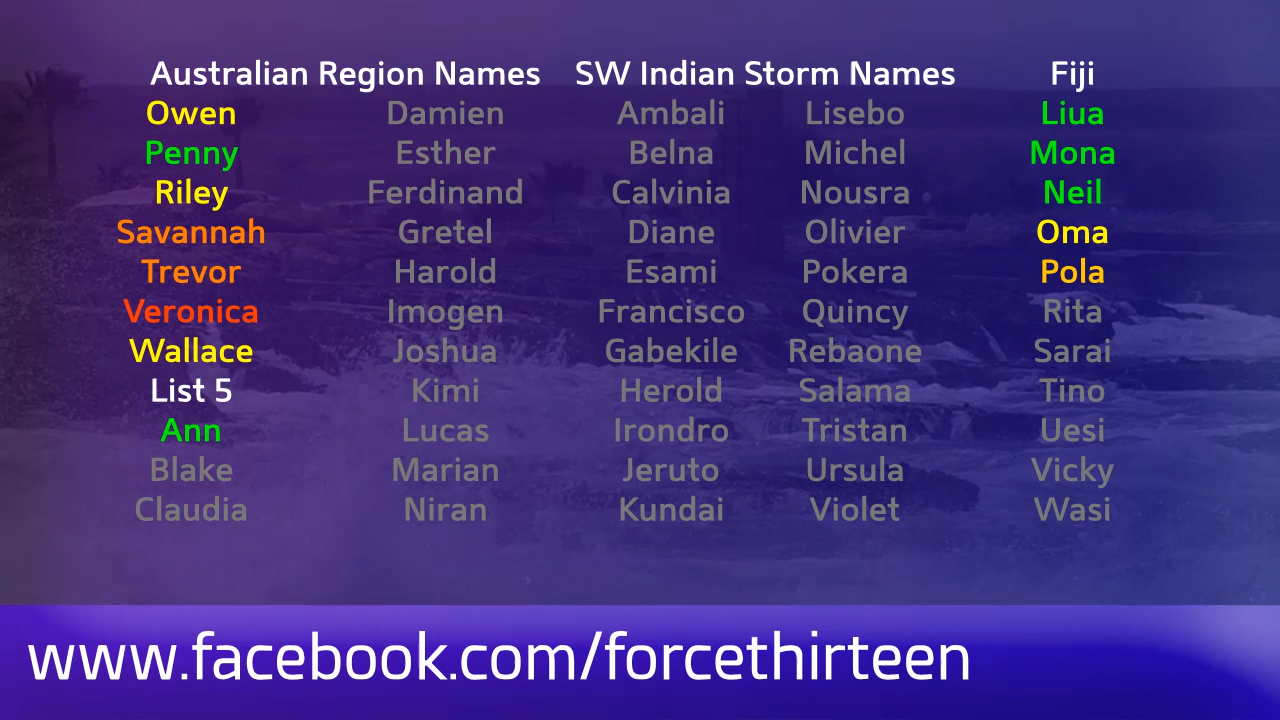 Australian Region Names SW Indian Storm Names Fiji
Owen Damien Ambali Lisebo Liua
Penny Esther Belna Michel Mona
Riley Ferdinand Calvinia Nousra Neil
Savannah Gretel Diane Olivier Oma
Trevor Harold Esami Pokera Pola
Veronica Imogen Francisco Quincy Rita
Wallace Joshua Gabekile Rebaone Sarai
List 5 Kimi Herold Salama Tino
Ann Lucas Irondro Tristan Uesi
Blake Marian Jeruto Ursula Vicky
Claudia Niran Kundai Violet Wasi
www.facebook.com/forcethirteen